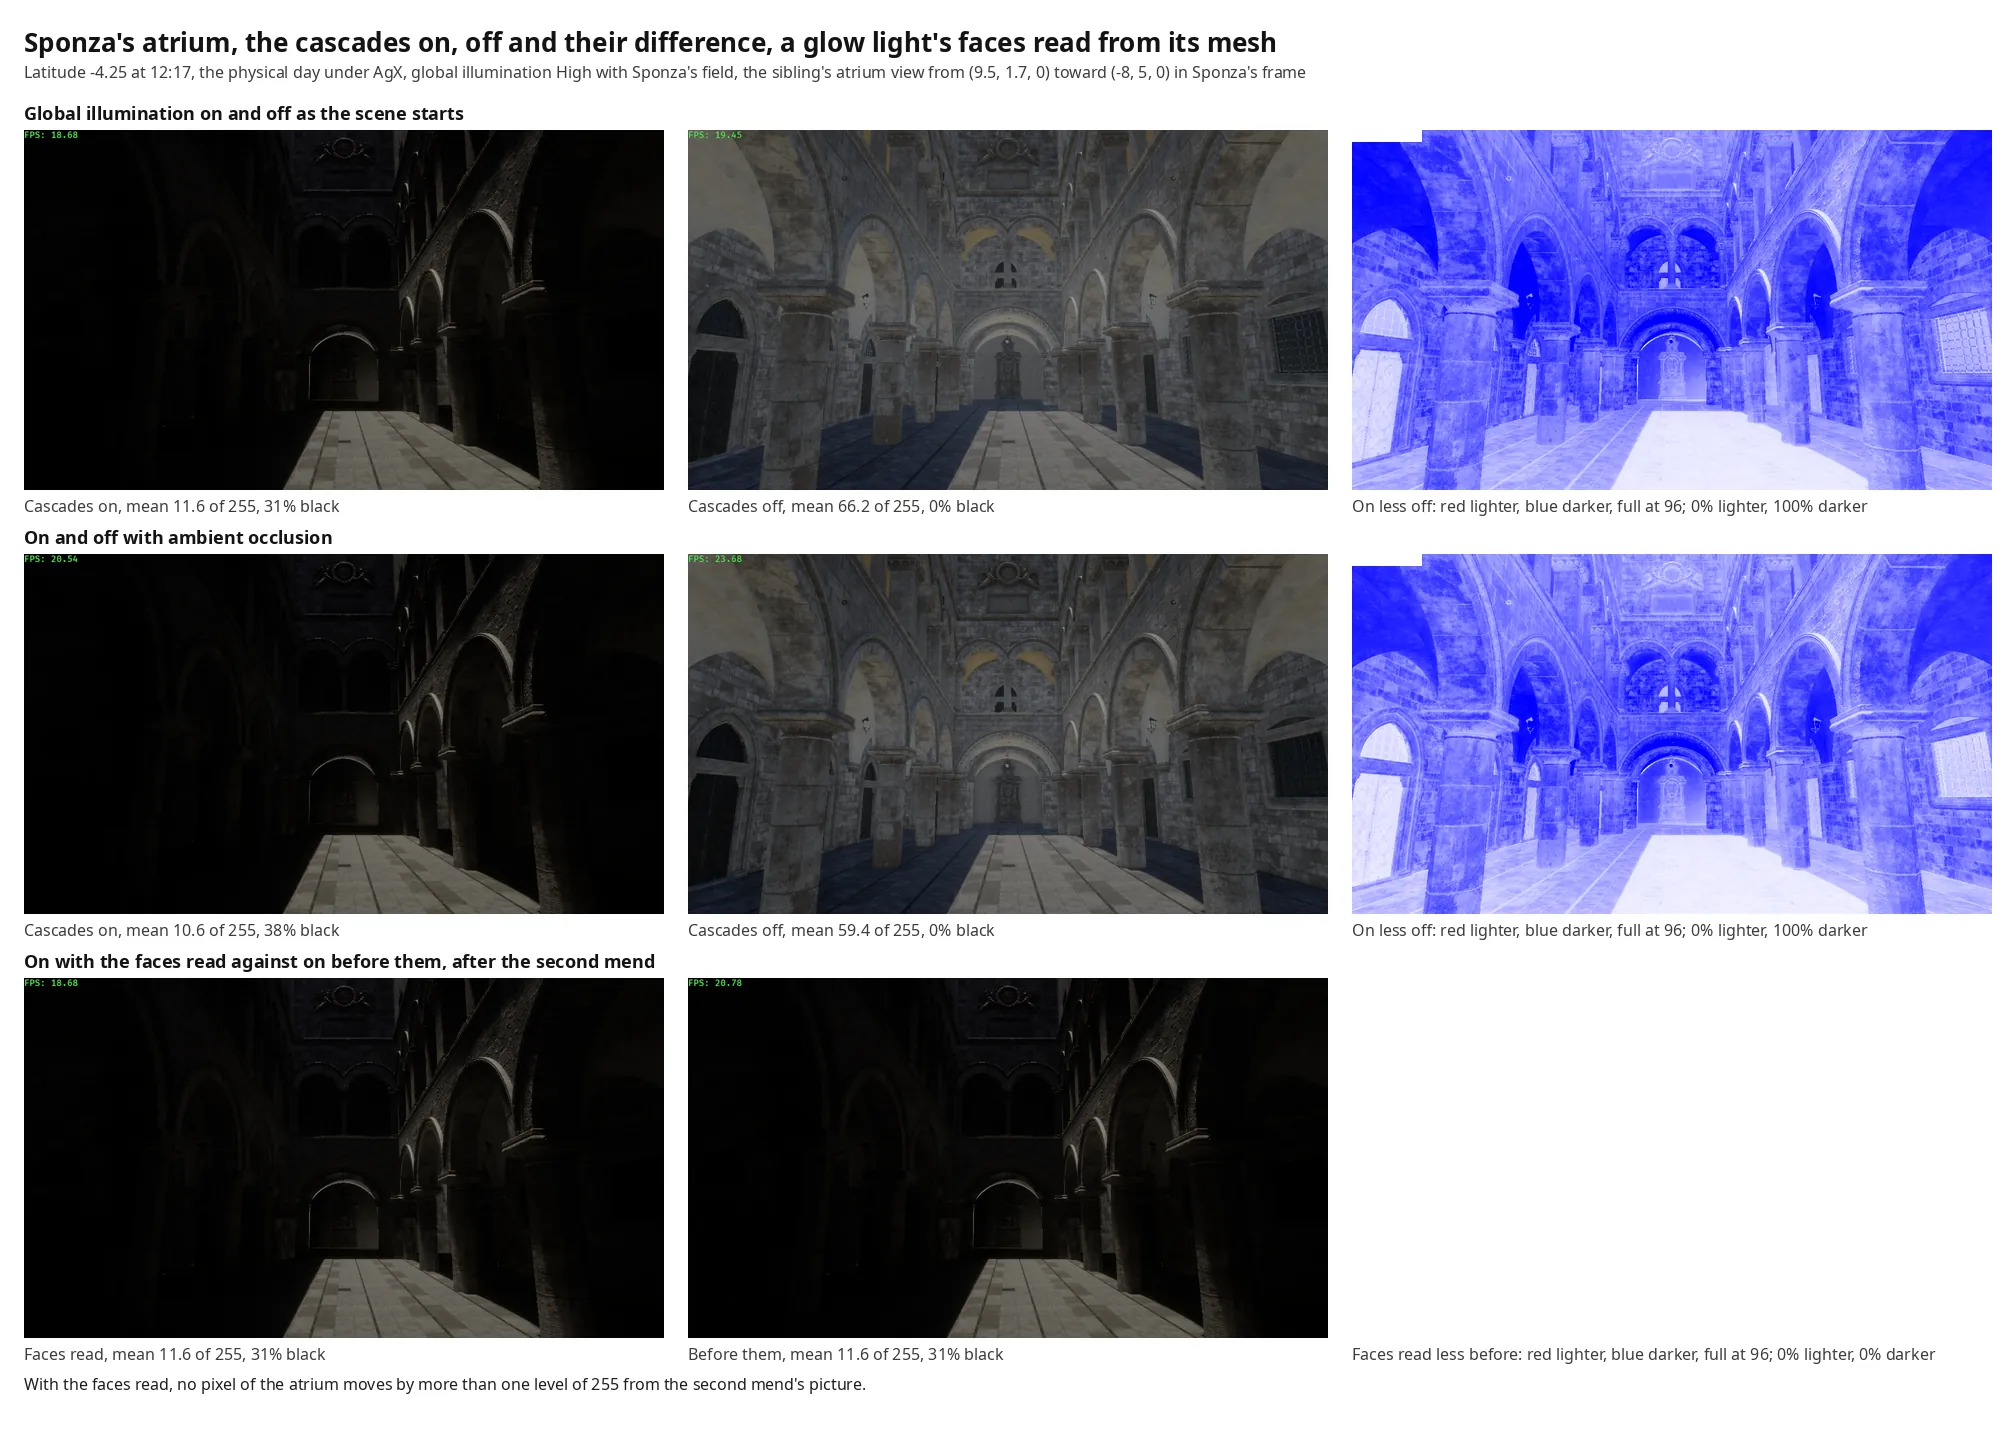 Sponza's atrium, the cascades on, off and their difference, a glow light's faces read from its mesh
Latitude -4.25 at 12:17, the physical day under AgX, global illumination High with Sponza's field, the sibling's atrium view from (9.5, 1.7, 0) toward (-8, 5, 0) in Sponza's frame
Global illumination on and off as the scene starts
FPS: 18.68
FPS: 19.45
Cascades on, mean 11.6 of 255, 31% black
Cascades off, mean 66.2 of 255, 0% black
On less off: red lighter, blue darker, full at 96; 0% lighter, 100% darker
On and off with ambient occlusion
FPS: 20.54
FPS: 23.68
Cascades on, mean 10.6 of 255, 38% black
Cascades off, mean 59.4 of 255, 0% black
On less off: red lighter, blue darker, full at 96; 0% lighter, 100% darker
On with the faces read against on before them, after the second mend
FPS: 18.68
FPS: 20.78
Faces read, mean 11.6 of 255, 31% black
Before them, mean 11.6 of 255, 31% black
Faces read less before: red lighter, blue darker, full at 96; 0% lighter, 0% darker
With the faces read, no pixel of the atrium moves by more than one level of 255 from the second mend's picture.